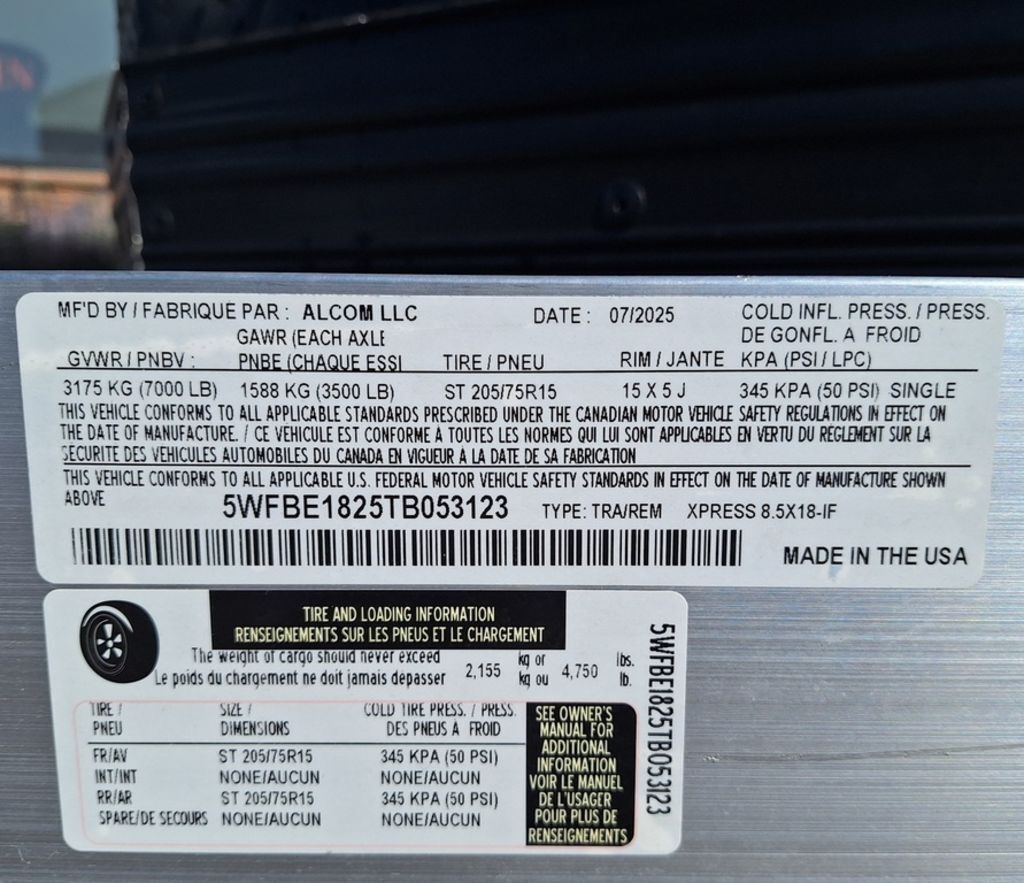 MF'D BY / FABRIQUE PAR : ALCOM LLC DATE : 07/2025 COLD INFL. PRESS. / PRESS.
GAWR (EACH AXLE DE GONFL. A FROID
GVWR / PNBV : PNBE (CHAQUE ESSI TIRE / PNEU RIM / JANTE KPA (PSI / LPC)
3175 KG (7000 LB) 1588 KG (3500 LB) ST 205/75R15 15 X 5 J 345 KPA (50 PSI) SINGLE
THIS VEHICLE CONFORMS TO ALL APPLICABLE STANDARDS PRESCRIBED UNDER THE CANADIAN MOTOR VEHICLE SAFETY REGULATIONS IN EFFECT ON
THE DATE OF MANUFACTURE. / CE VEHICULE EST CONFORME À TOUTES LES NORMES QUI LUI SONT APPLICABLES EN VERTU DU RÈGLEMENT SUR LA
SECURITE DES VÉHICULES AUTOMOBILES DU CANADA EN VIGUEUR À LA DATE DE SA FABRICATION
THIS VEHICLE CONFORMS TO ALL APPLICABLE U.S. FEDERAL MOTOR VEHICLE SAFETY STANDARDS IN EFFECT ON THE DATE OF MANUFACTURE SHOWN
ABOVE 5WFBE1825TB053123 TYPE: TRA/REM XPRESS 8.5X18-IF
MADE IN THE USA
TIRE AND LOADING INFORMATION
RENSEIGNEMENTS SUR LES PNEUS ET LE CHARGEMENT
The weight of cargo should never exceed kg or lbs.
Le poids du chargement ne doit jamais depasser 2,155 kg ou 4,750 lb.
TIRE / SIZE / COLD TIRE PRESS. / PRESS.
PNEU DIMENSIONS DES PNEUS A FROID
FR/AV ST 205/75R15 345 KPA (50 PSI)
INT/INT NONE/AUCUN NONE/AUCUN
RR/AR ST 205/75R15 345 KPA (50 PSI)
SPARE/DE SECOURS NONE/AUCUN NONE/AUCUN
SEE OWNER'S
MANUAL FOR
ADDITIONAL
INFORMATION
VOIR LE MANUEL
DE L'USAGER
POUR PLUS DE
RENSEIGNEMENTS
5WFBE1825TB053123